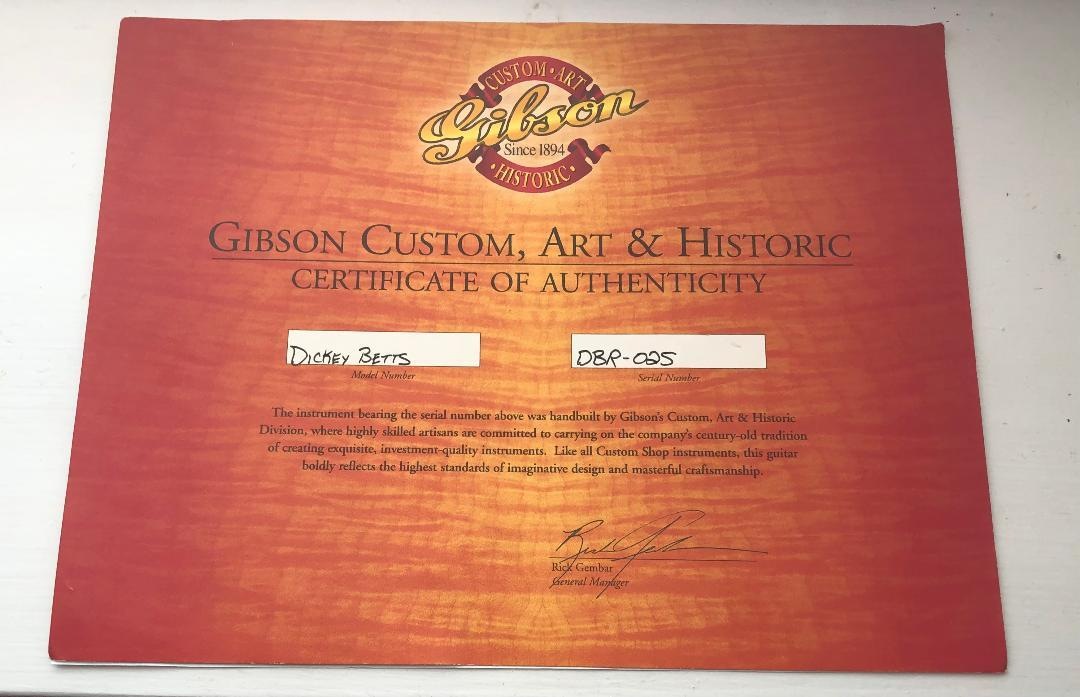 CUSTOM • ART
Gibson
Since 1894
• HISTORIC •
GIBSON CUSTOM, ART & HISTORIC
CERTIFICATE OF AUTHENTICITY
DICKEY BETTS
DBR-025
Model Number
Serial Number
The instrument bearing the serial number above was handbuilt by Gibson's Custom, Art & Historic
Division, where highly skilled artisans are committed to carrying on the company's century-old tradition
of creating exquisite, investment-quality instruments. Like all Custom Shop instruments, this guitar
boldly reflects the highest standards of imaginative design and masterful craftsmanship.
Rick Gembar
General Manager